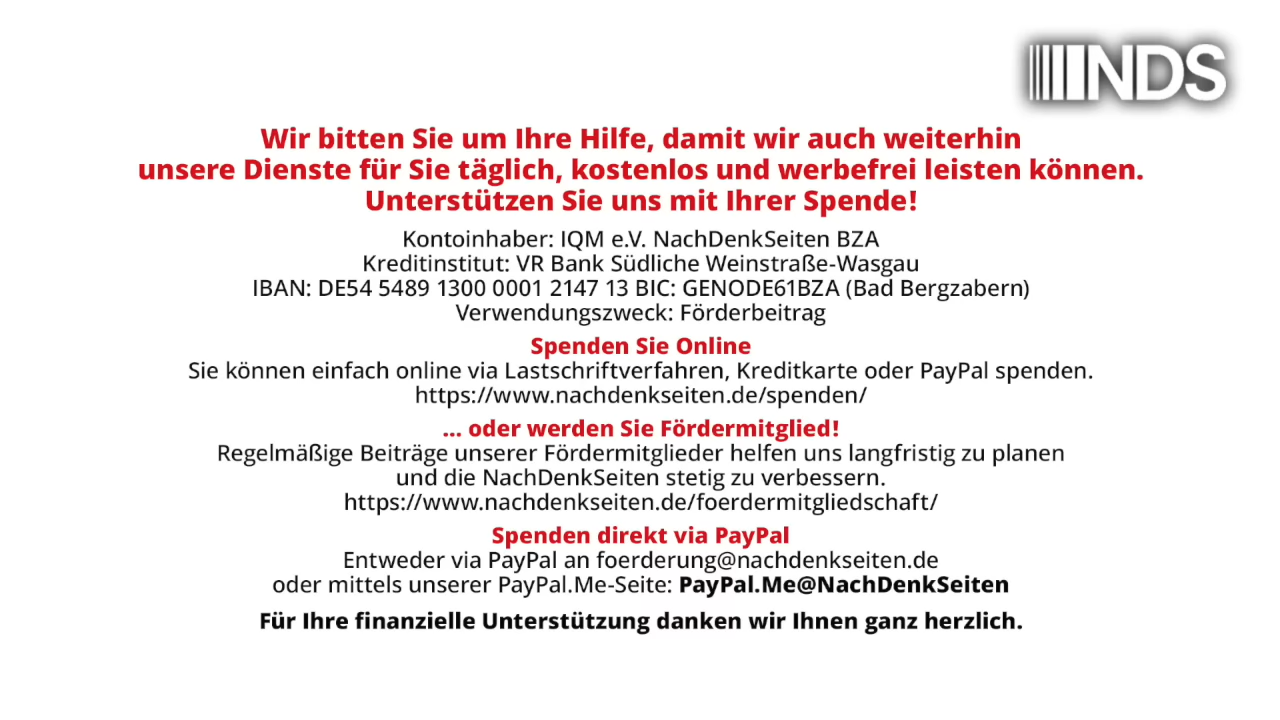 NDS
Wir bitten Sie um Ihre Hilfe, damit wir auch weiterhin
unsere Dienste für Sie täglich, kostenlos und werbefrei leisten können.
Unterstützen Sie uns mit Ihrer Spende!
Kontoinhaber: IQM e.V. NachDenkSeiten BZA
Kreditinstitut: VR Bank Südliche Weinstraße-Wasgau
IBAN: DE54 5489 1300 0001 2147 13 BIC: GENODE61BZA (Bad Bergzabern)
Verwendungszweck: Förderbeitrag
Spenden Sie Online
Sie können einfach online via Lastschriftverfahren, Kreditkarte oder PayPal spenden.
https://www.nachdenkseiten.de/spenden/
... oder werden Sie Fördermitglied!
Regelmäßige Beiträge unserer Fördermitglieder helfen uns langfristig zu planen
und die NachDenkSeiten stetig zu verbessern.
https://www.nachdenkseiten.de/foerdermitgliedschaft/
Spenden direkt via PayPal
Entweder via PayPal an foerderung@nachdenkseiten.de
oder mittels unserer PayPal.Me-Seite: PayPal.Me@NachDenkSeiten
Für Ihre finanzielle Unterstützung danken wir Ihnen ganz herzlich.